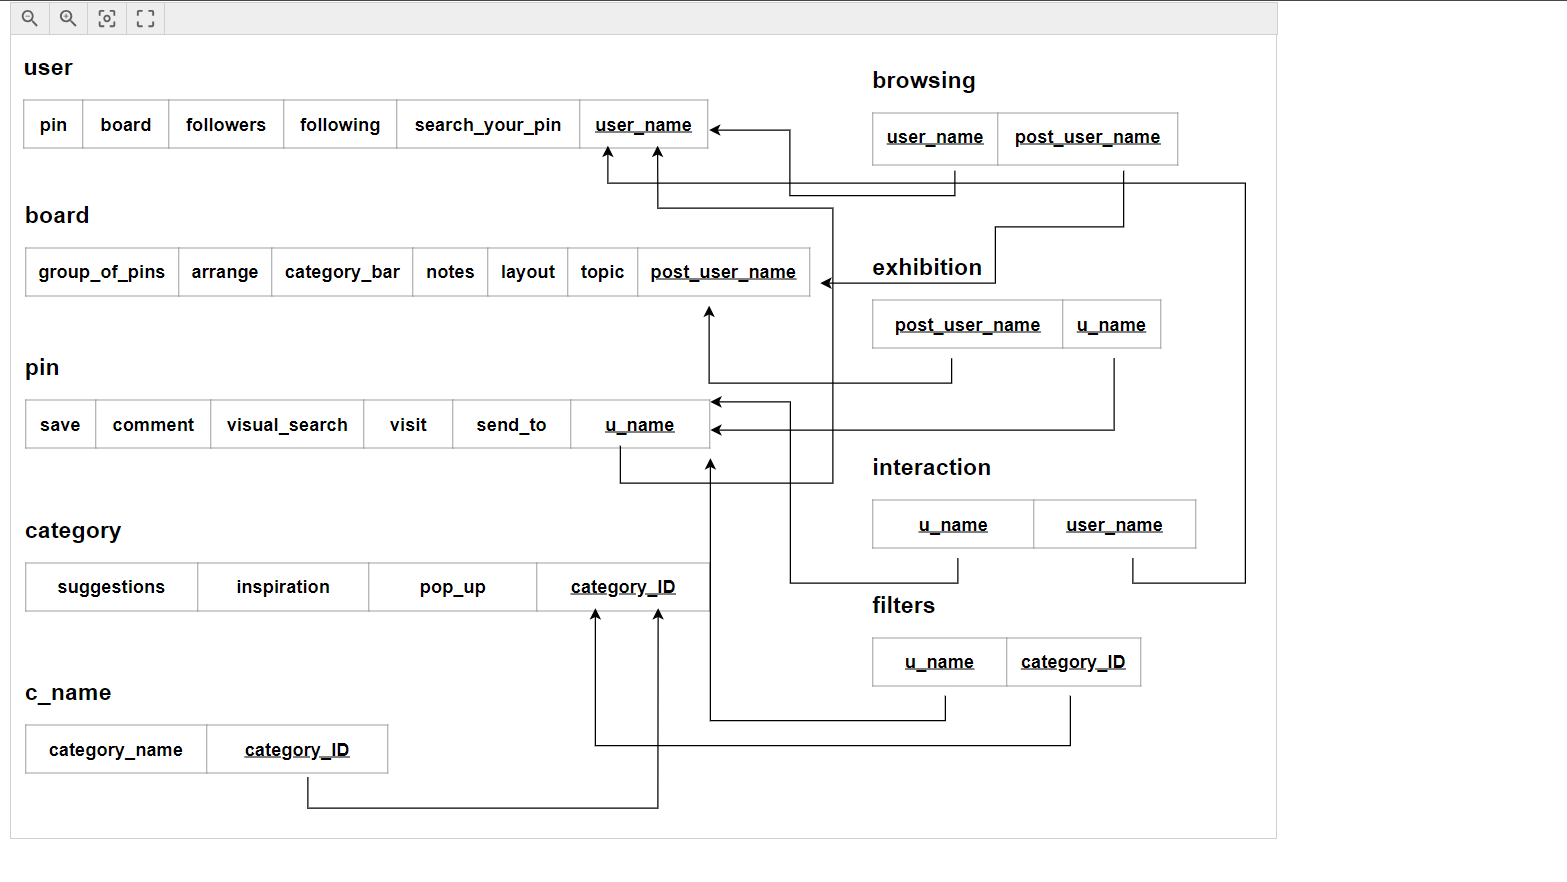 user
pin board followers following search_your_pin user_name
board
group_of_pins arrange category_bar notes layout topic post_user_name
pin
save comment visual_search visit send_to u_name
category
suggestions inspiration pop_up category_ID
c_name
category_name category_ID
browsing
user_name post_user_name
exhibition
post_user_name u_name
interaction
u_name user_name
filters
u_name category_ID